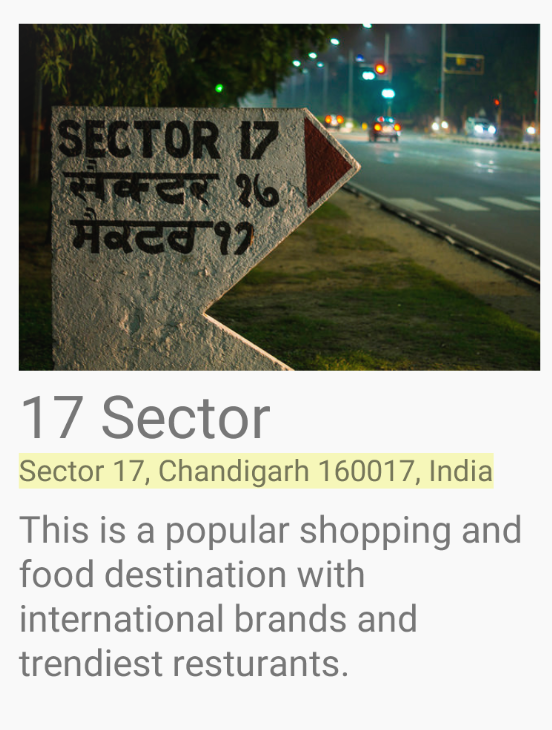 SECTOR 17
सैक्टर १७
ਸੈਕਟਰ ੧੭
17 Sector
Sector 17, Chandigarh 160017, India
This is a popular shopping and
food destination with
international brands and
trendiest resturants.